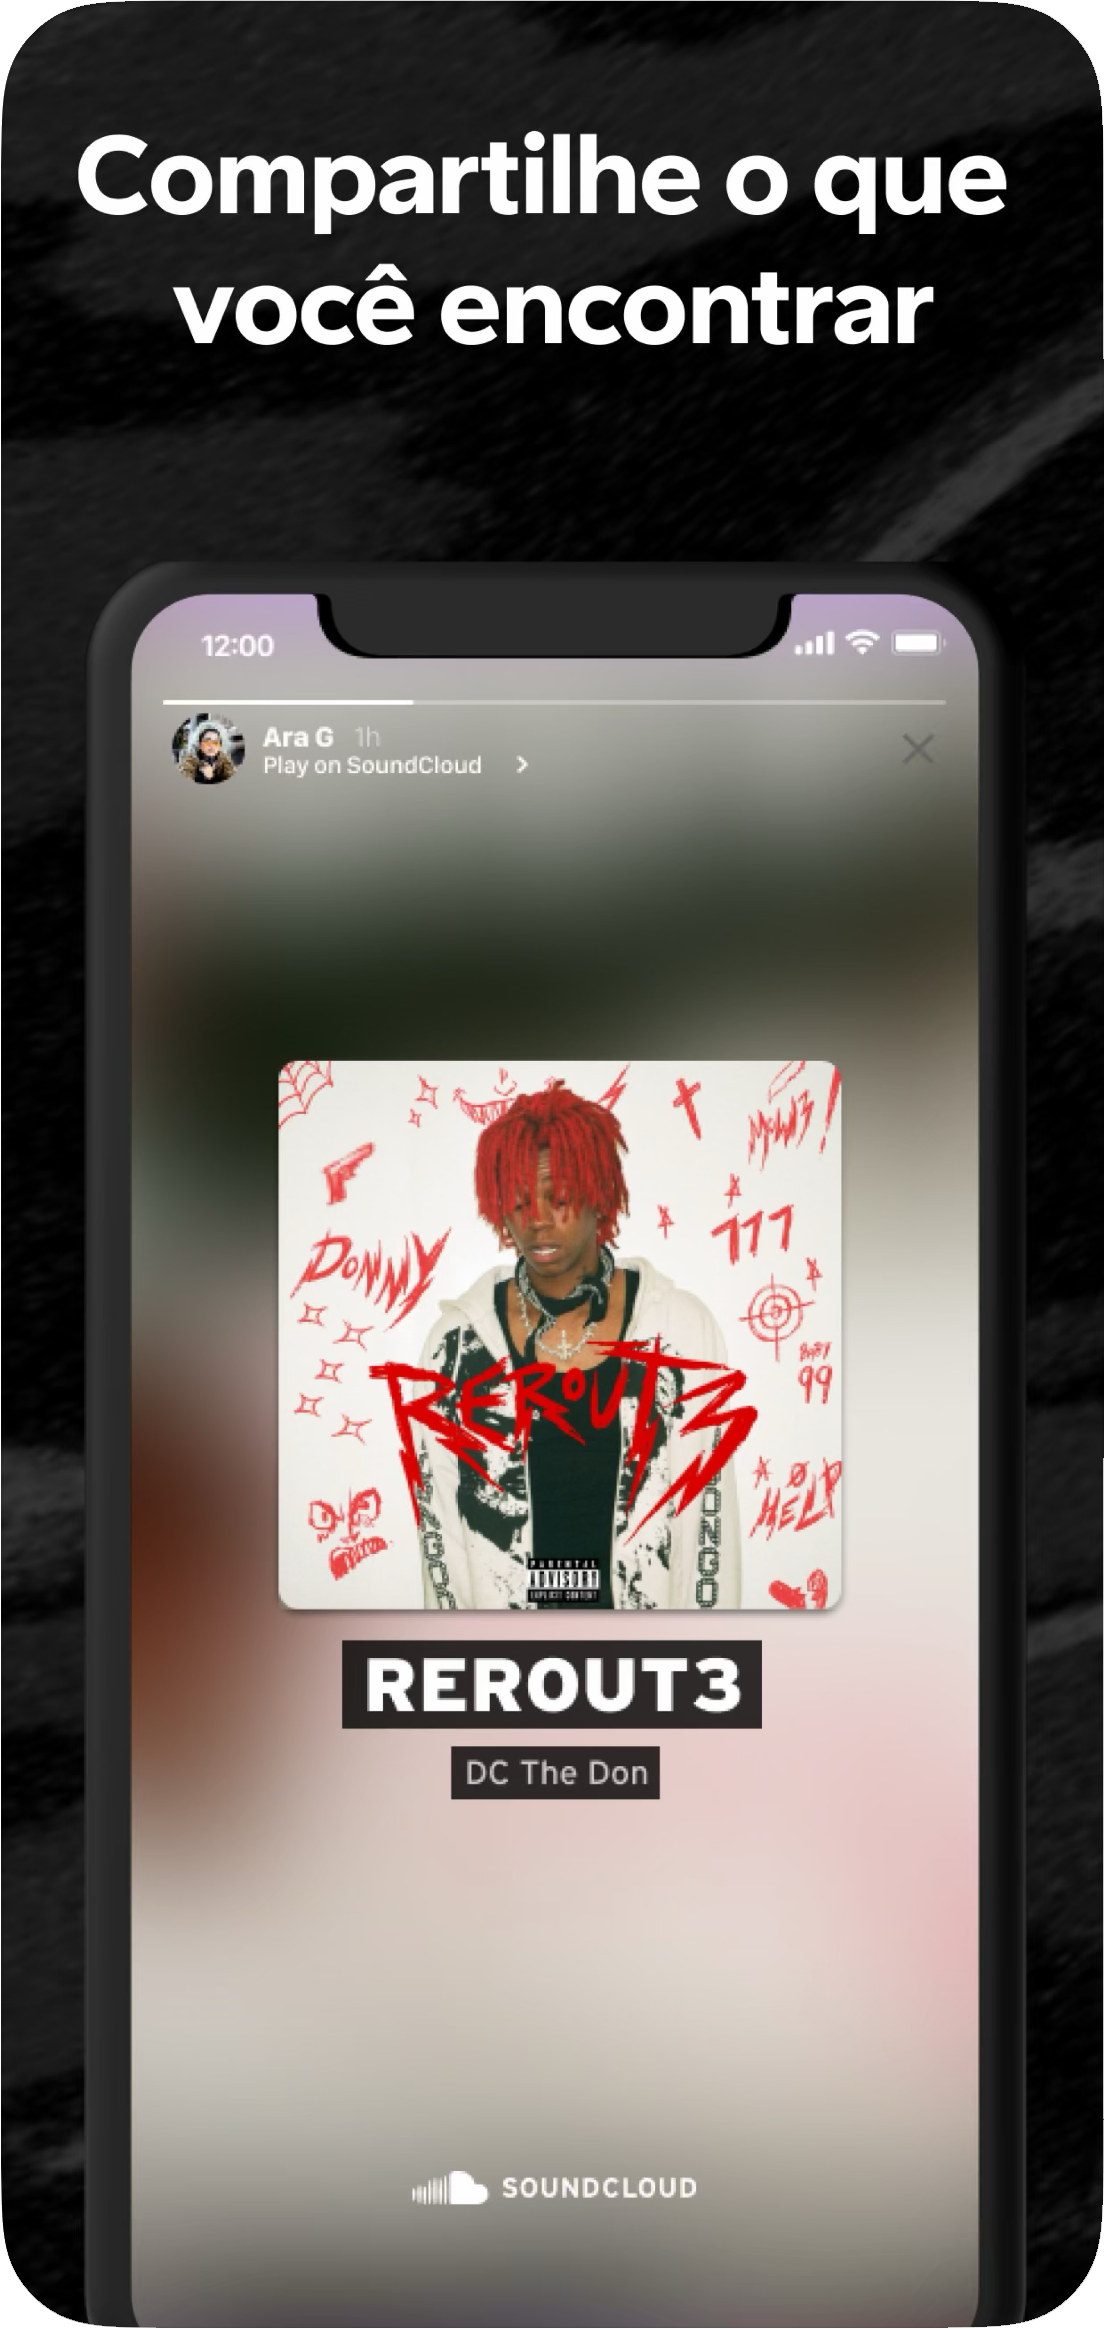 Compartilhe o que
você encontrar
12:00
Ara G 1h
Play on SoundCloud
DONNY
777
BABY
99
HELP
REROUT3
PARENTAL
ADVISORY
EXPLICIT CONTENT
REROUT3
DC The Don
SOUNDCLOUD